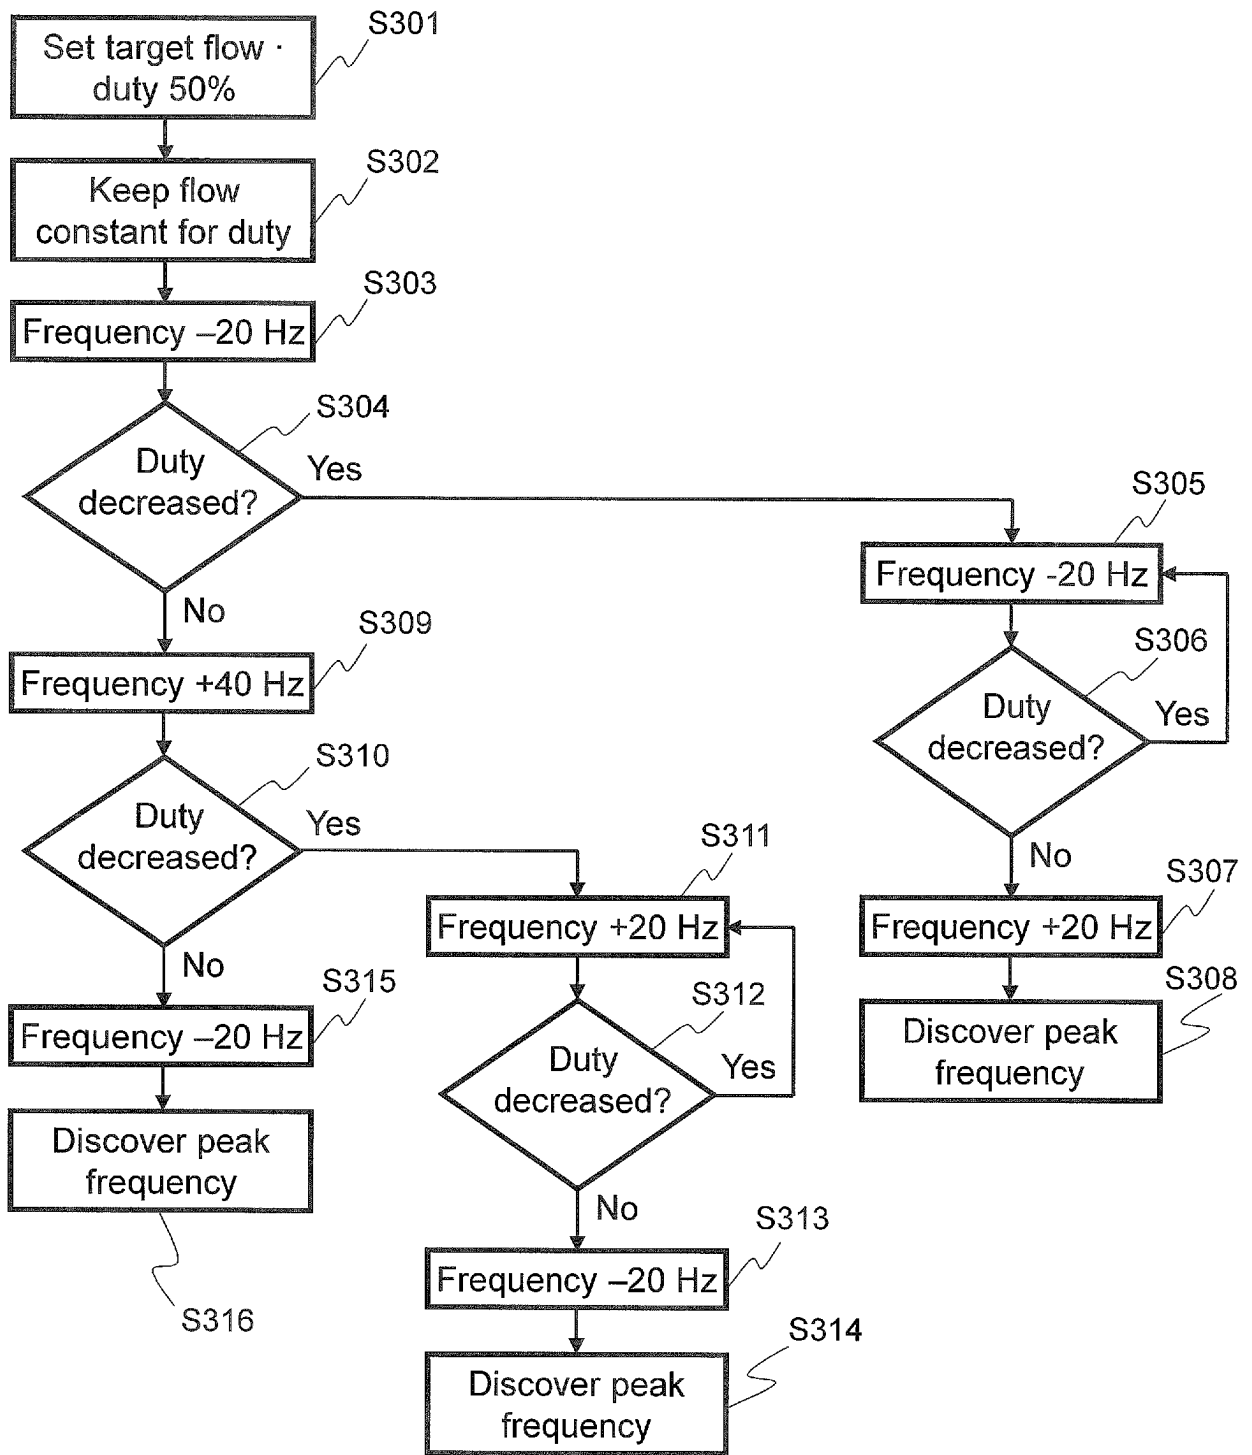 Set target flow ·
duty 50%
S301
Keep flow
constant for duty
S302
Frequency –20 Hz
S303
Duty
decreased?
S304
Yes
No
Frequency -20 Hz
S305
Duty
decreased?
S306
Yes
No
Frequency +20 Hz
S307
Discover peak
frequency
S308
Frequency +40 Hz
S309
Duty
decreased?
S310
Yes
No
Frequency +20 Hz
S311
Duty
decreased?
S312
Yes
No
Frequency –20 Hz
S313
Discover peak
frequency
S314
Frequency –20 Hz
S315
Discover peak
frequency
S316